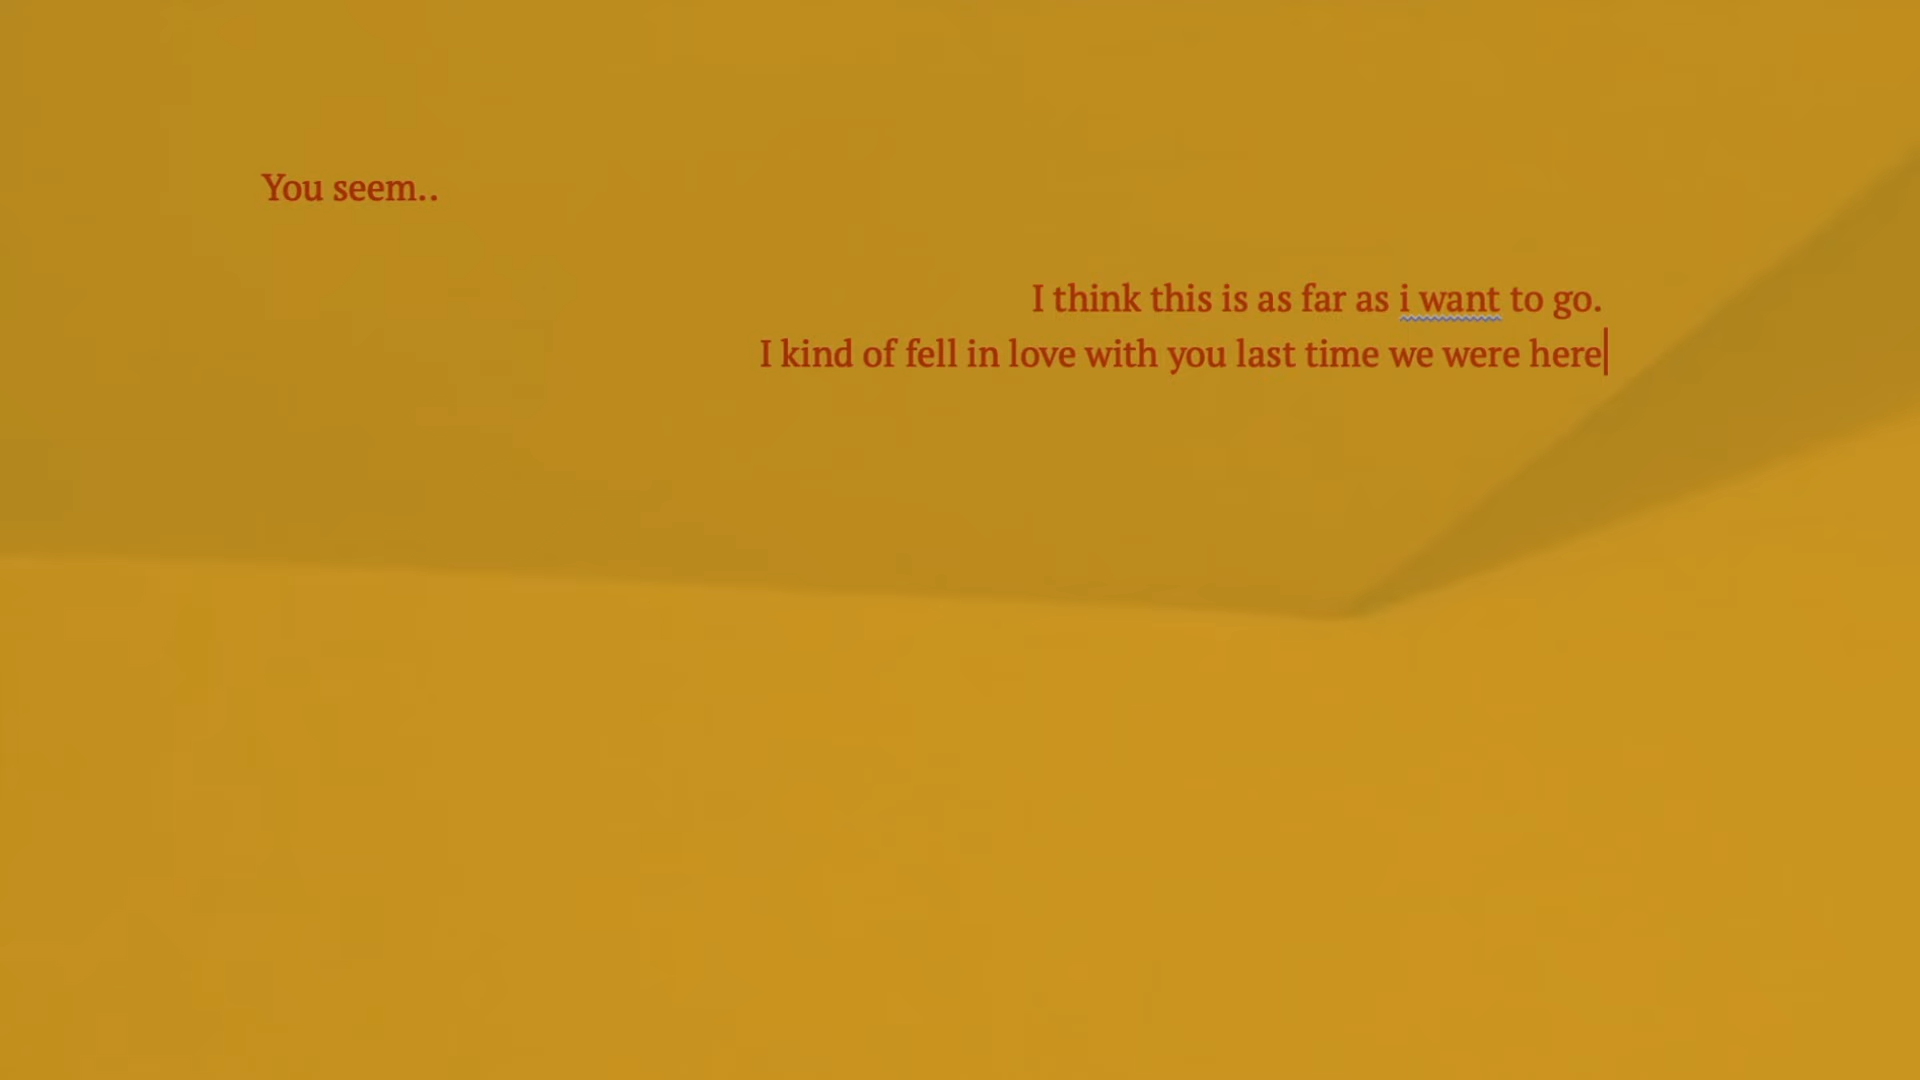 You seem..
I think this is as far as i want to go.
I kind of fell in love with you last time we were here